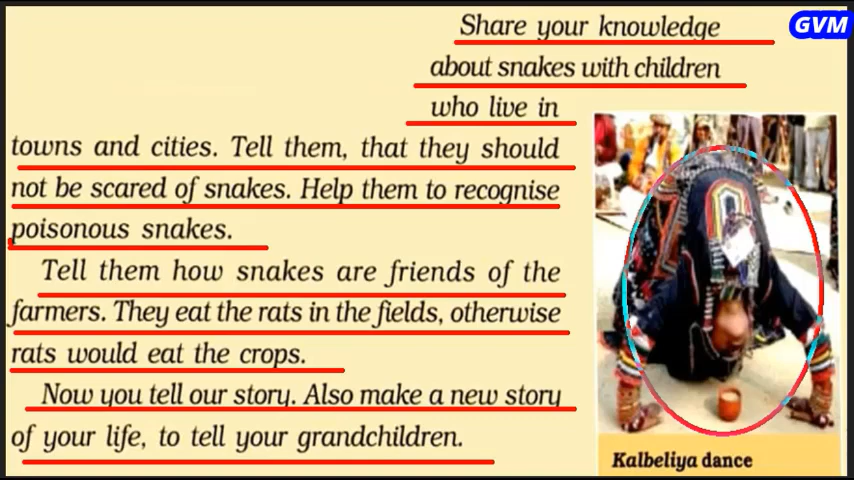 Share your knowledge
GVM
about snakes with children
who live in
towns and cities. Tell them, that they should
not be scared of snakes. Help them to recognise
poisonous snakes.
Tell them how snakes are friends of the
farmers. They eat the rats in the fields, otherwise
rats would eat the crops.
Now you tell our story. Also make a new story
of your life, to tell your grandchildren.
Kalbeliya dance